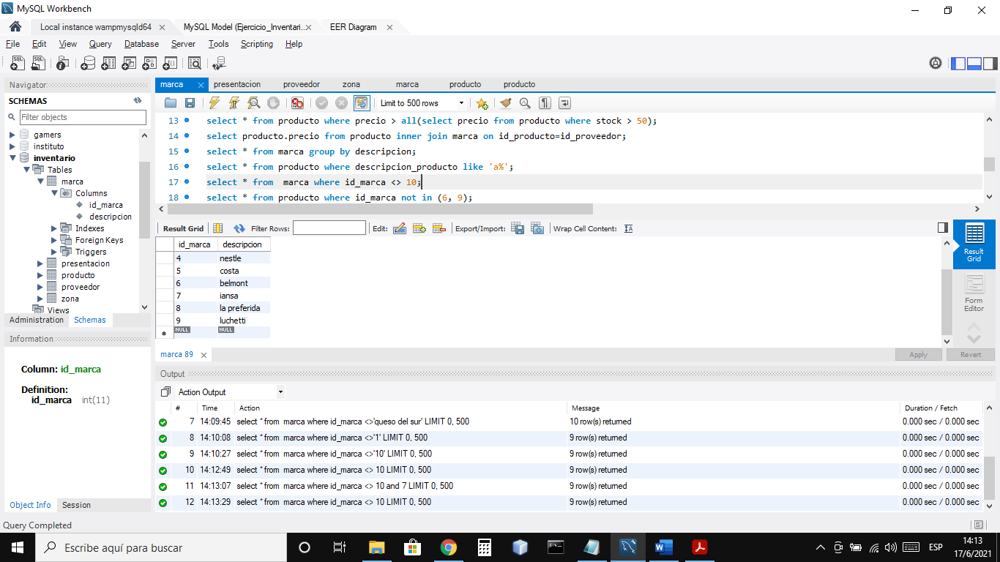 MySQL Workbench
Local instance wampmysqld64
MySQL Model (Ejercicio_Inventari..
EER Diagram
File Edit View Query Database Server Tools Scripting Help
Navigator
SCHEMAS
Filter objects
gamers
instituto
inventario
Tables
marca
Columns
id_marca
descripcion
Indexes
Foreign Keys
Triggers
presentacion
producto
proveedor
zona
Views
Administration Schemas
Information
Column: id_marca
Definition:
id_marca int(11)
Object Info Session
marca presentacion proveedor zona marca producto producto
Limit to 500 rows
13 select * from producto where precio > all(select precio from producto where stock > 50);
14 select producto.precio from producto inner join marca on id_producto=id_proveedor;
15 select * from marca group by descripcion;
16 select * from producto where descripcion_producto like 'a%';
17 select * from  marca where id_marca <> 10;
18 select * from producto where id_marca not in (6, 9);
Result Grid Filter Rows: Edit: Export/Import: Wrap Cell Content:
id_marca descripcion
4 nestle
5 costa
6 belmont
7 iansa
8 la preferida
9 luchetti
NULL NULL
Result Grid
Form Editor
marca 89
Apply Revert
Output
Action Output
# Time Action Message Duration / Fetch
7 14:09:45 select * from  marca where id_marca <>'queso del sur' LIMIT 0, 500 10 row(s) returned 0.000 sec / 0.000 sec
8 14:10:08 select * from  marca where id_marca <>'1' LIMIT 0, 500 9 row(s) returned 0.000 sec / 0.000 sec
9 14:10:27 select * from  marca where id_marca <>'10' LIMIT 0, 500 9 row(s) returned 0.000 sec / 0.000 sec
10 14:12:49 select * from  marca where id_marca <> 10 LIMIT 0, 500 9 row(s) returned 0.000 sec / 0.000 sec
11 14:13:07 select * from  marca where id_marca <> 10 and 7 LIMIT 0, 500 9 row(s) returned 0.000 sec / 0.000 sec
12 14:13:29 select * from  marca where id_marca <> 10 LIMIT 0, 500 9 row(s) returned 0.000 sec / 0.000 sec
Query Completed
Escribe aquí para buscar
ESP
14:13
17/6/2021